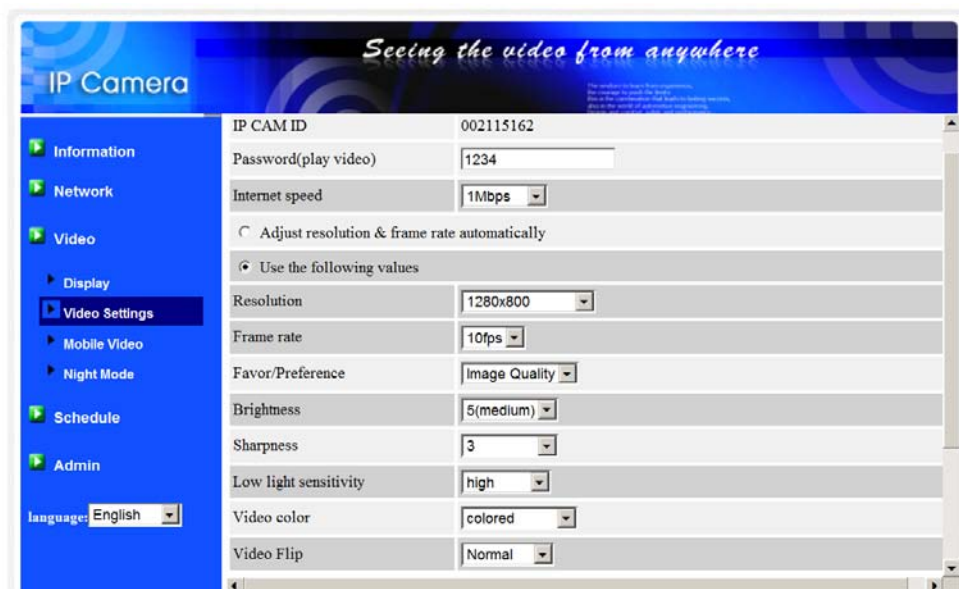 Seeing the video from anywhere
IP Camera
Information
Network
Video
Display
Video Settings
Mobile Video
Night Mode
Schedule
Admin
language: English
IP CAM ID 002115162
Password(play video) 1234
Internet speed 1Mbps
Adjust resolution & frame rate automatically
Use the following values
Resolution 1280x800
Frame rate 10fps
Favor/Preference Image Quality
Brightness 5(medium)
Sharpness 3
Low light sensitivity high
Video color colored
Video Flip Normal